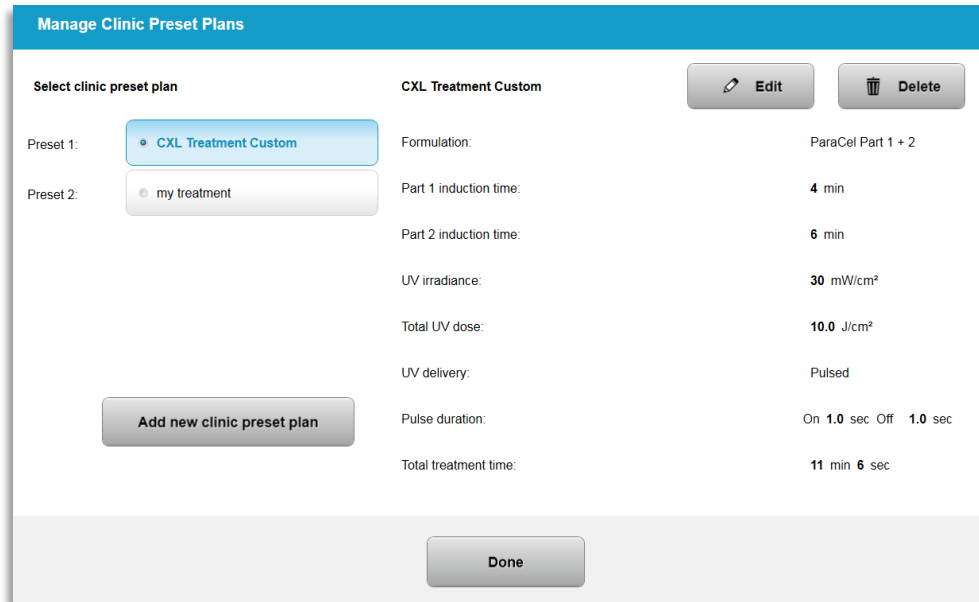 Manage Clinic Preset Plans
Select clinic preset plan
CXL Treatment Custom
Edit
Delete
Preset 1:
CXL Treatment Custom
Preset 2:
my treatment
Add new clinic preset plan
Formulation: ParaCel Part 1 + 2
Part 1 induction time: 4 min
Part 2 induction time: 6 min
UV irradiance: 30 mW/cm²
Total UV dose: 10.0 J/cm²
UV delivery: Pulsed
Pulse duration: On 1.0 sec Off 1.0 sec
Total treatment time: 11 min 6 sec
Done